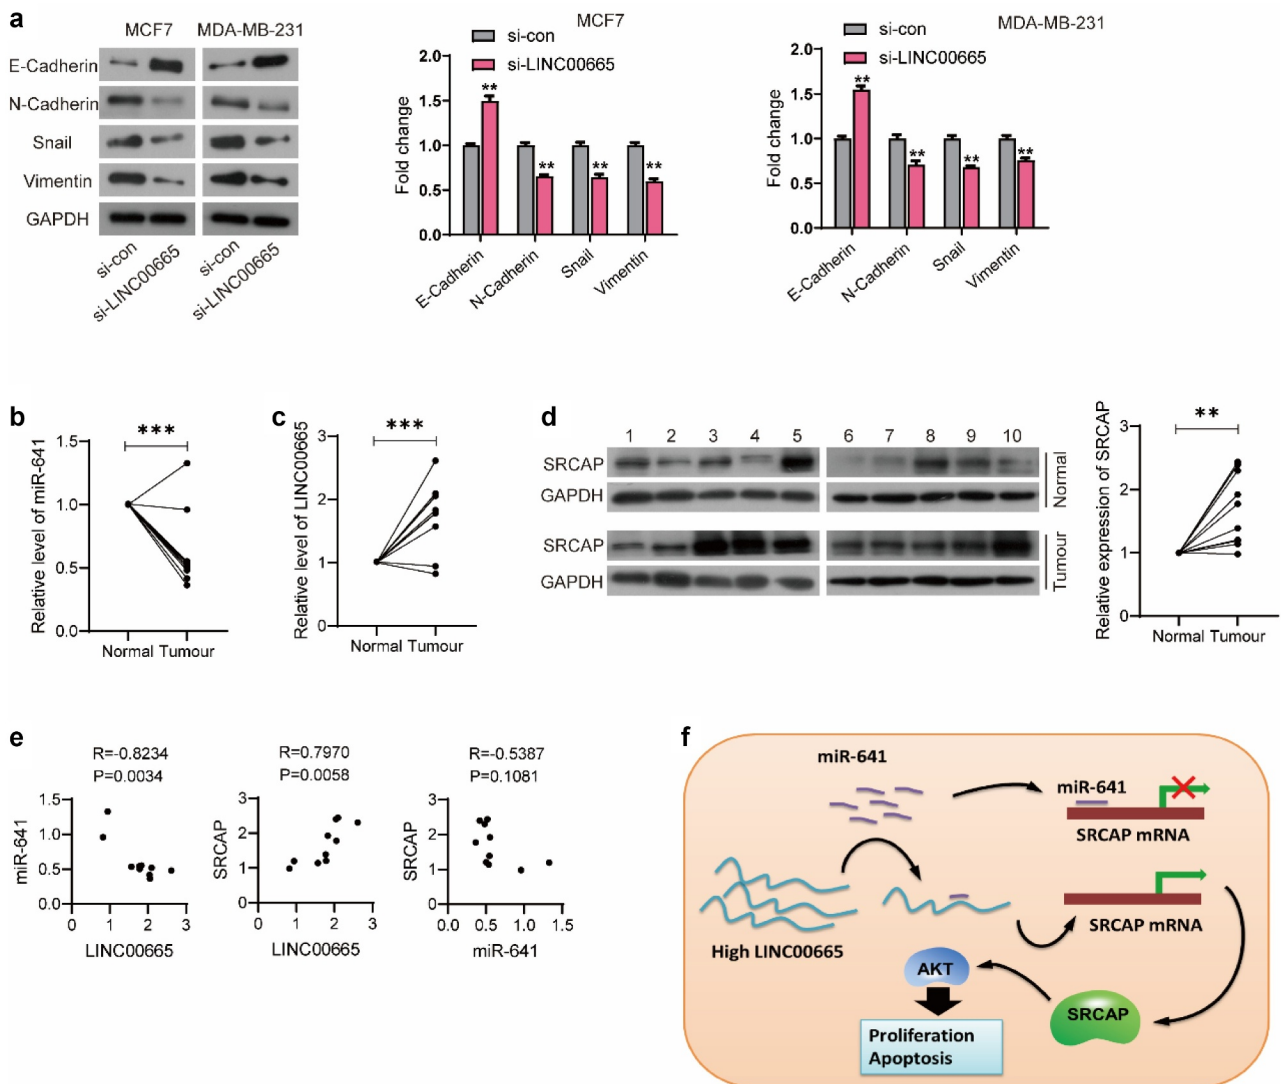 a
MCF7 MDA-MB-231
E-Cadherin
N-Cadherin
Snail
Vimentin
GAPDH
si-con
si-LINC00665
si-con
si-LINC00665
MCF7
si-con
si-LINC00665
Fold change
2.0
1.5
1.0
0.5
0.0
**
**
**
**
E-Cadherin
N-Cadherin
Snail
Vimentin
MDA-MB-231
si-con
si-LINC00665
Fold change
2.0
1.5
1.0
0.5
0.0
**
**
**
**
E-Cadherin
N-Cadherin
Snail
Vimentin
b
Relative level of miR-641
1.5
1.0
0.5
0.0
***
Normal Tumour
c
Relative level of LINC00665
3
2
1
0
***
Normal Tumour
d
1 2 3 4 5 6 7 8 9 10
SRCAP
GAPDH
Normal
SRCAP
GAPDH
Tumour
Relative expression of SRCAP
3
2
1
0
**
Normal Tumour
e
R=-0.8234
P=0.0034
miR-641
1.5
1.0
0.5
0.0
0 1 2 3
LINC00665
R=0.7970
P=0.0058
SRCAP
3
2
1
0
0 1 2 3
LINC00665
R=-0.5387
P=0.1081
SRCAP
3
2
1
0
0.0 0.5 1.0 1.5
miR-641
f
miR-641
miR-641
SRCAP mRNA
High LINC00665
SRCAP mRNA
AKT
SRCAP
Proliferation
Apoptosis